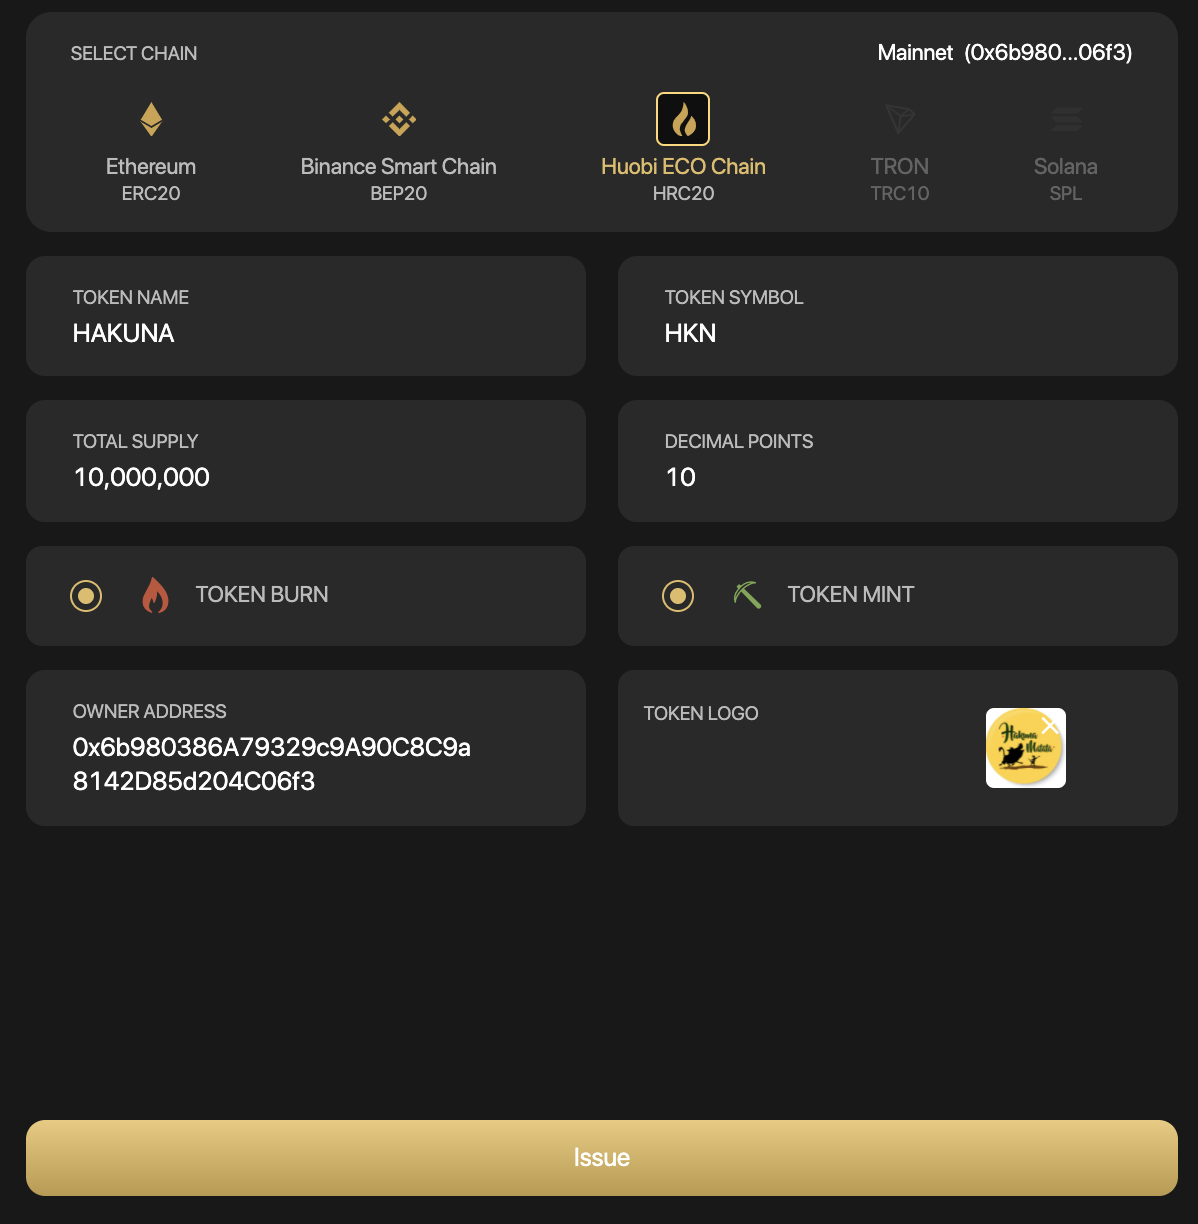 SELECT CHAIN
Mainnet (0x6b980...06f3)
Ethereum
ERC20
Binance Smart Chain
BEP20
Huobi ECO Chain
HRC20
TRON
TRC10
Solana
SPL
TOKEN NAME
HAKUNA
TOKEN SYMBOL
HKN
TOTAL SUPPLY
10,000,000
DECIMAL POINTS
10
TOKEN BURN
TOKEN MINT
OWNER ADDRESS
0x6b980386A79329c9A90C8C9a
8142D85d204C06f3
TOKEN LOGO
Hakuna
Matata
Issue